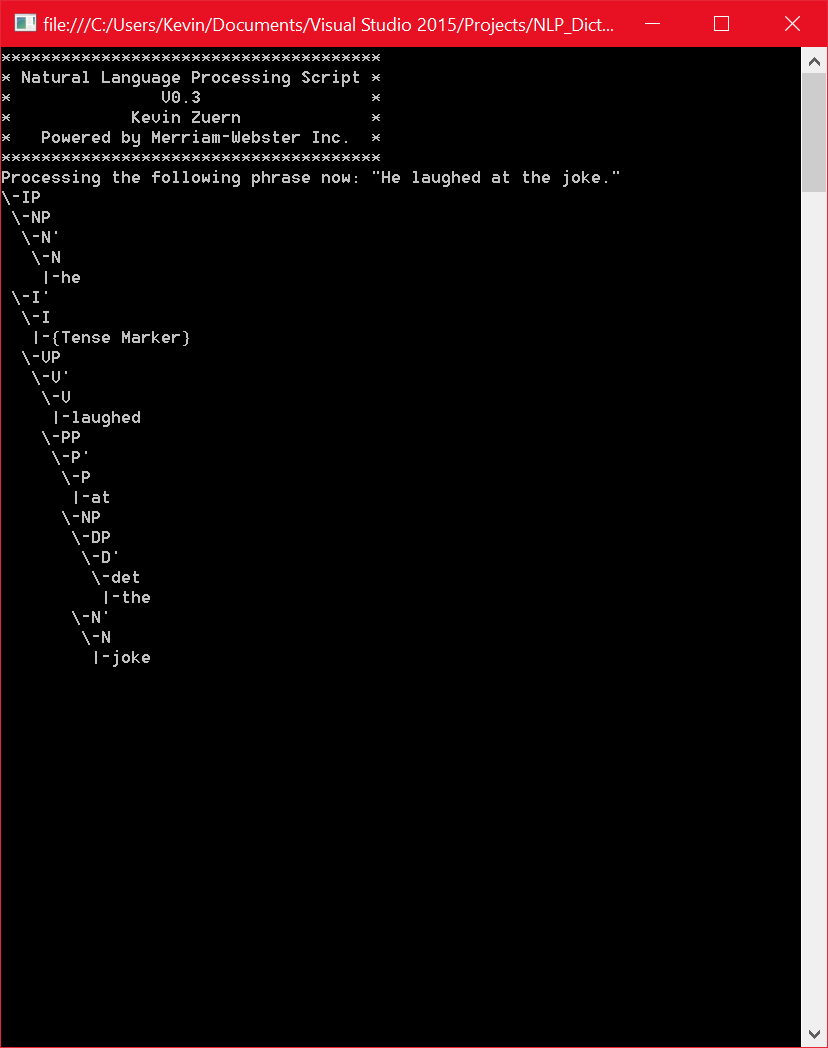 file:///C:/Users/Kevin/Documents/Visual Studio 2015/Projects/NLP_Dict...
**************************************
* Natural Language Processing Script *
*               V0.3                 *
*            Kevin Zuern             *
*   Powered by Merriam-Webster Inc.  *
**************************************
Processing the following phrase now: "He laughed at the joke."
\-IP
 \-NP
  \-N'
   \-N
    |-he
 \-I'
  \-I
   |-{Tense Marker}
  \-VP
   \-V'
    \-V
     |-laughed
    \-PP
     \-P'
      \-P
       |-at
      \-NP
       \-DP
        \-D'
         \-det
          |-the
       \-N'
        \-N
         |-joke